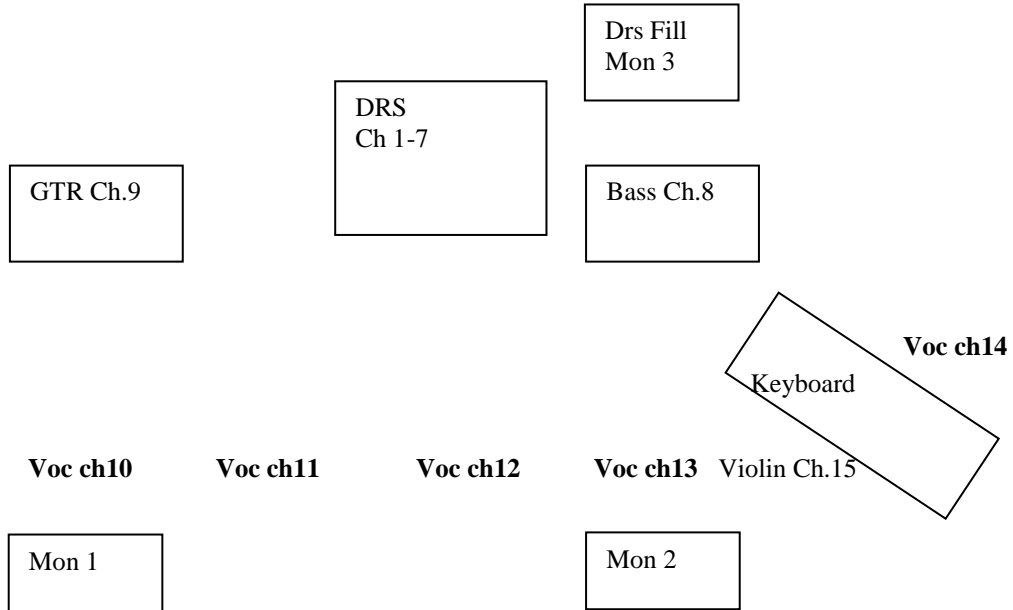 Drs Fill
Mon 3
DRS
Ch 1-7
GTR Ch.9
Bass Ch.8
Voc ch14
Keyboard
Voc ch10
Voc ch11
Voc ch12
Voc ch13
Violin Ch.15
Mon 1
Mon 2